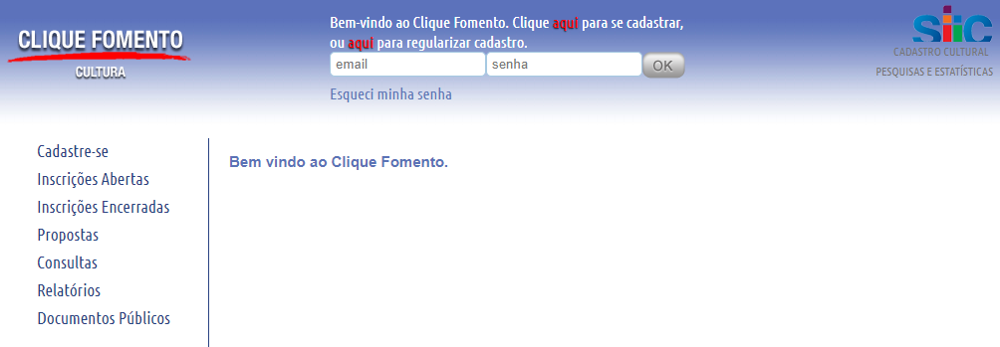 CLIQUE FOMENTO
CULTURA
Bem-vindo ao Clique Fomento. Clique aqui para se cadastrar,
ou aqui para regularizar cadastro.
email
senha
OK
Esqueci minha senha
SIIC
CADASTRO CULTURAL
PESQUISAS E ESTATÍSTICAS
Cadastre-se
Inscrições Abertas
Inscrições Encerradas
Propostas
Consultas
Relatórios
Documentos Públicos
Bem vindo ao Clique Fomento.